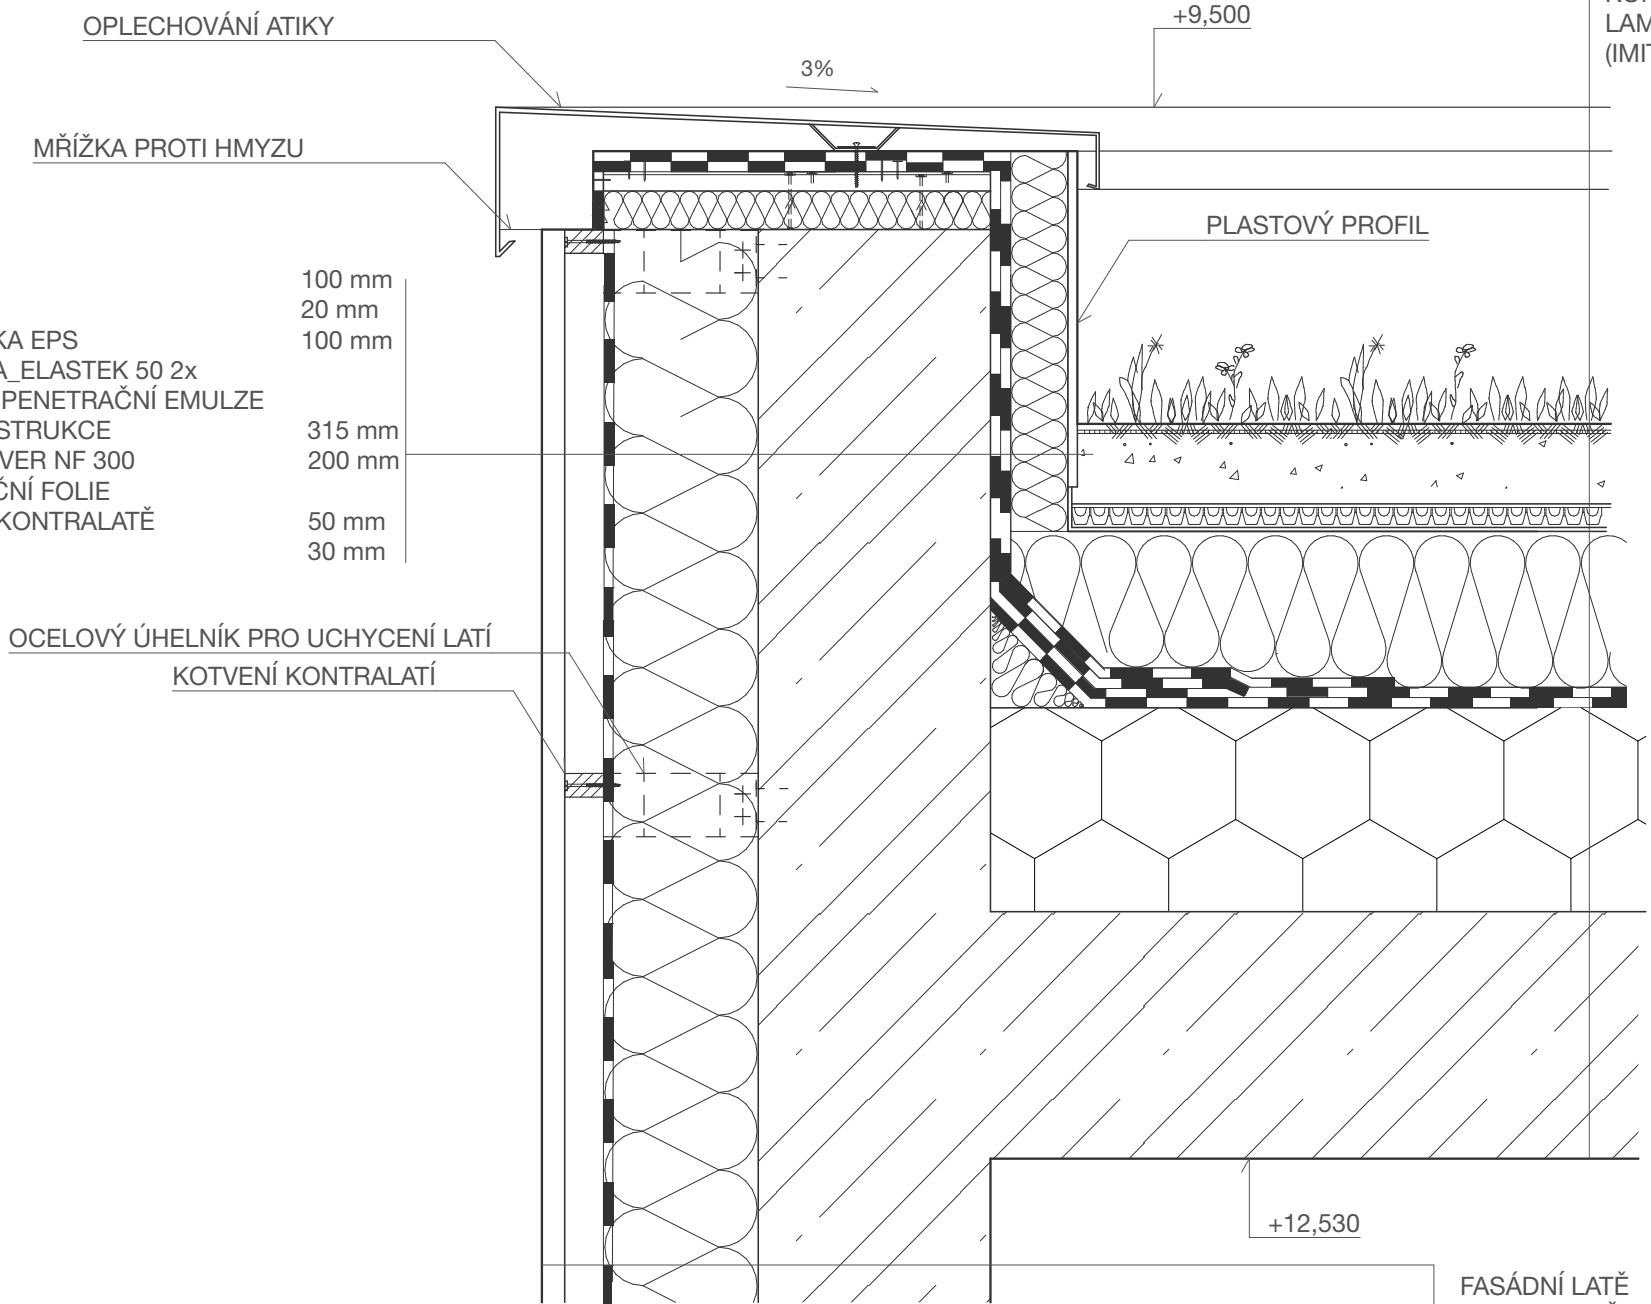 OPLECHOVÁNÍ ATIKY
+9,500
3%
MŘÍŽKA PROTI HMYZU
PLASTOVÝ PROFIL
100 mm
20 mm
KA EPS 100 mm
A_ELASTEK 50 2x
PENETRAČNÍ EMULZE
STRUKCE 315 mm
VER NF 300 200 mm
ČNÍ FOLIE
KONTRALATĚ 50 mm
30 mm
OCELOVÝ ÚHELNÍK PRO UCHYCENÍ LATÍ
KOTVENÍ KONTRALATÍ
LAM
(IMIT
+12,530
FASÁDNÍ LATĚ